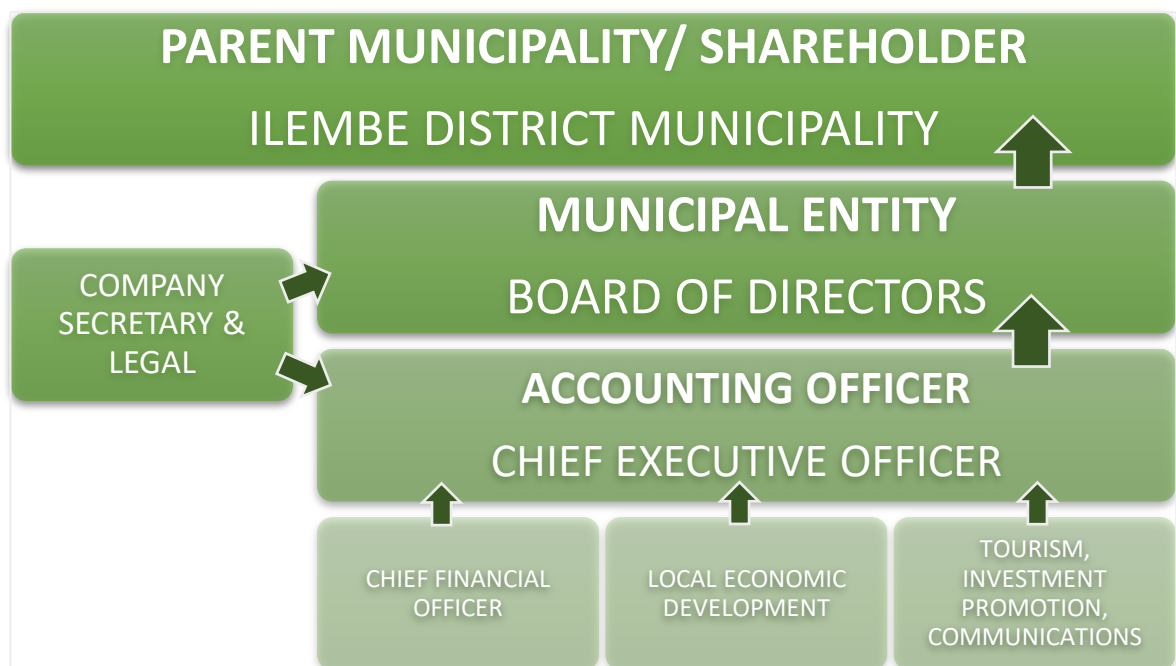 PARENT MUNICIPALITY/ SHAREHOLDER
ILEMBE DISTRICT MUNICIPALITY
MUNICIPAL ENTITY
BOARD OF DIRECTORS
COMPANY
SECRETARY &
LEGAL
ACCOUNTING OFFICER
CHIEF EXECUTIVE OFFICER
CHIEF FINANCIAL
OFFICER
LOCAL ECONOMIC
DEVELOPMENT
TOURISM,
INVESTMENT
PROMOTION,
COMMUNICATIONS